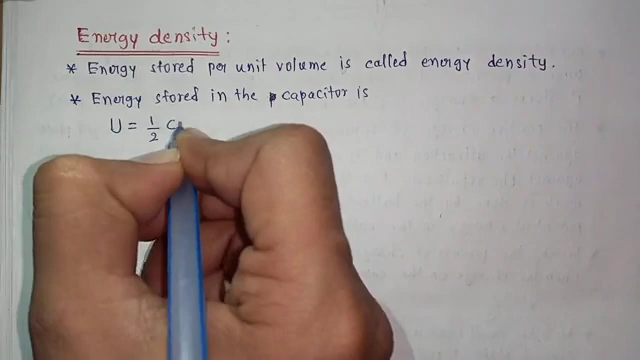 Energy density :
* Energy stored per unit volume is called energy density.
* Energy stored in the capacitor is
U = 1/2 C